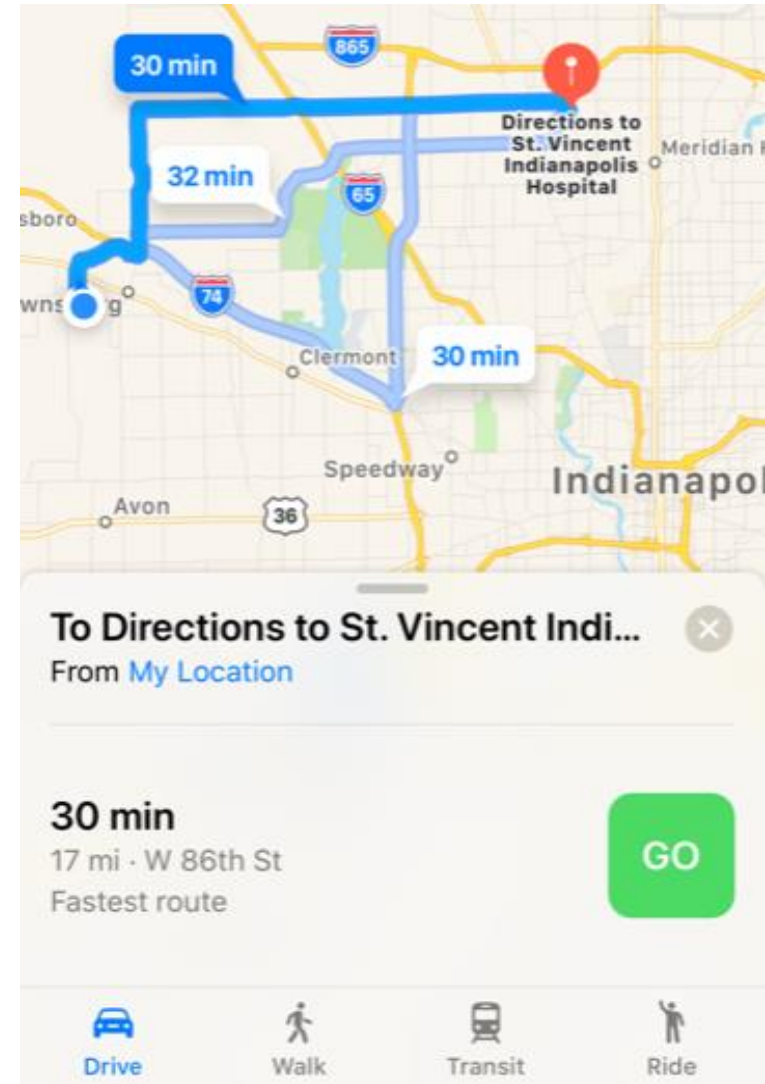 865
30 min
Directions to
St. Vincent
Indianapolis
Hospital
Meridian H
32 min
65
sboro
74
wns g
Clermont
30 min
Speedway
Indianapol
Avon
36
To Directions to St. Vincent Indi...
From My Location
30 min
17 mi · W 86th St
Fastest route
GO
Drive
Walk
Transit
Ride